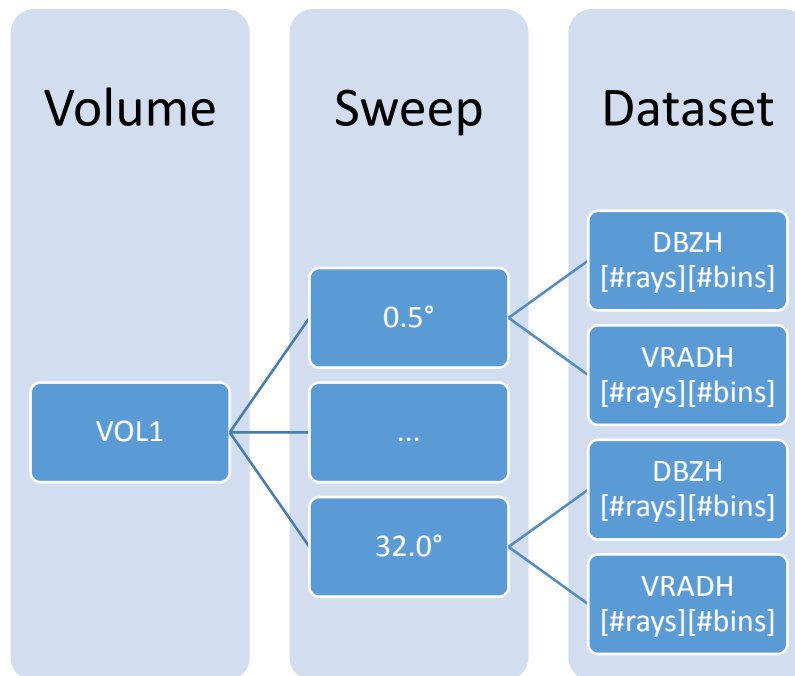 Volume
Sweep
Dataset
VOL1
0.5°
...
32.0°
DBZH
[#rays][#bins]
VRADH
[#rays][#bins]
DBZH
[#rays][#bins]
VRADH
[#rays][#bins]